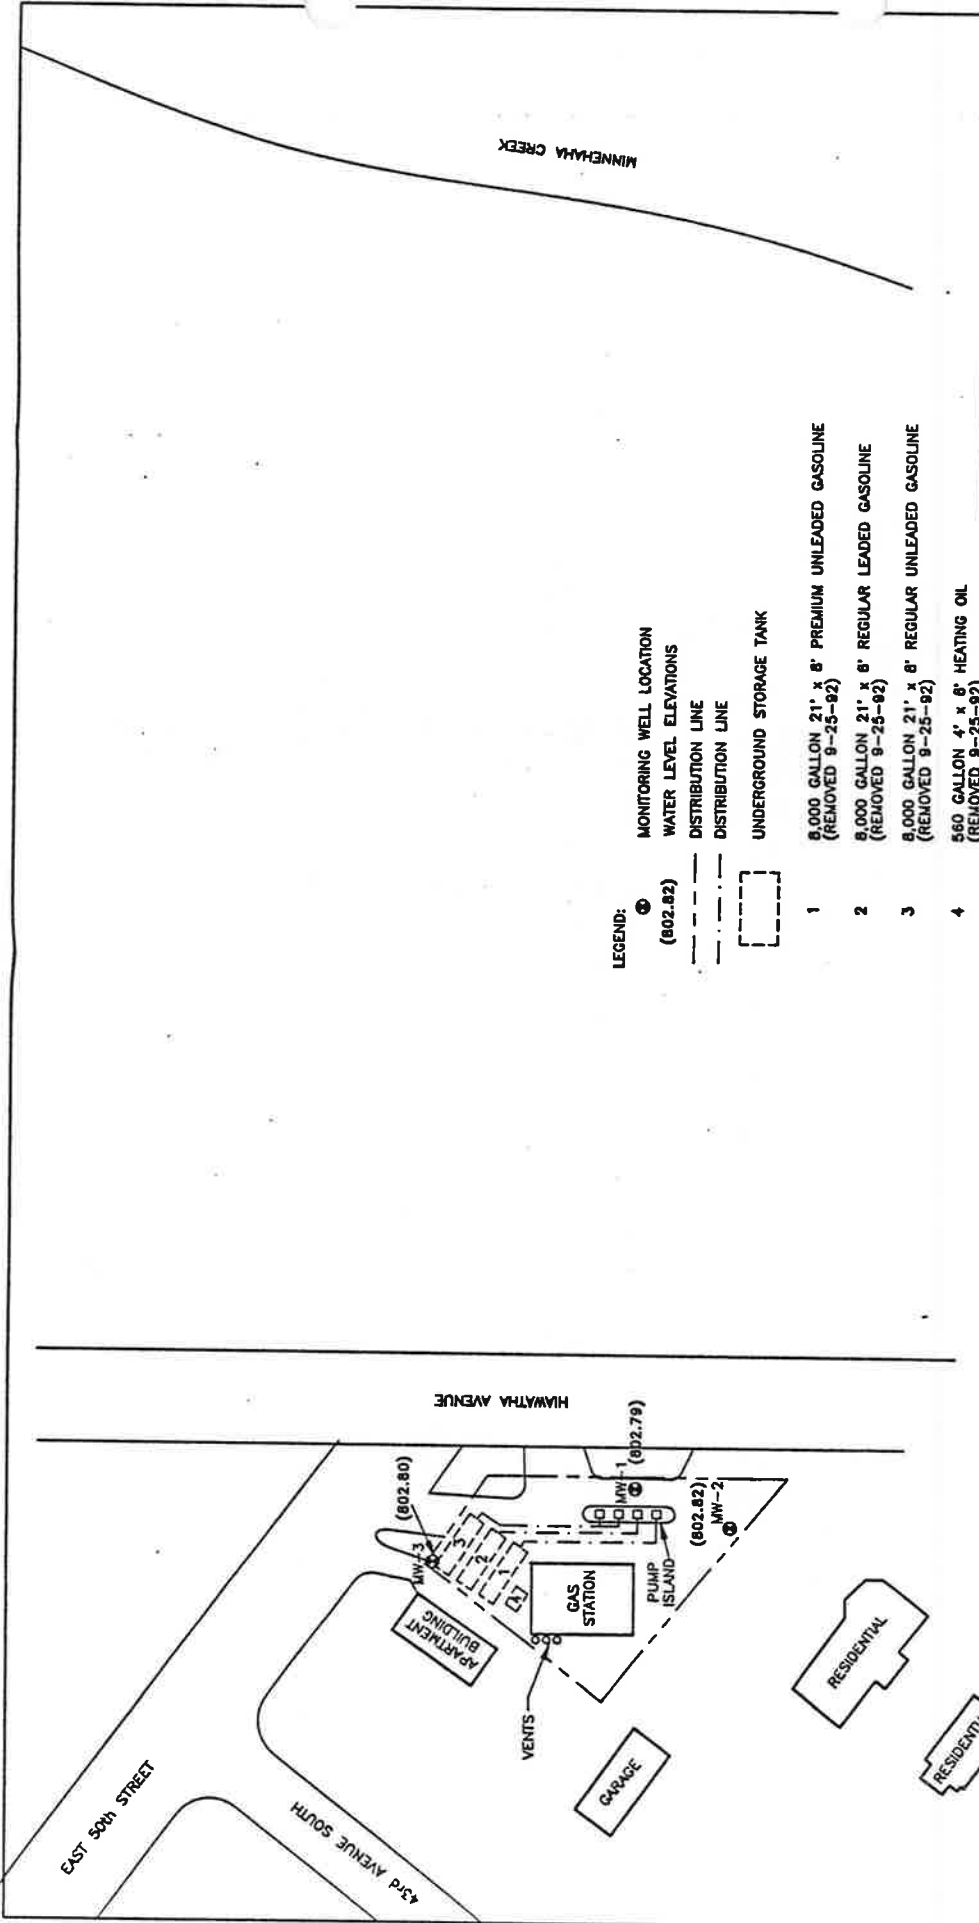 MINNEHAHA CREEK
HIAWATHA AVENUE
EAST 50th STREET
43rd AVENUE SOUTH
APARTMENT
BUILDING
MW-3
(802.80)
3
2
1
4
GAS
STATION
VENTS
PUMP
ISLAND
MW-1
(802.79)
(802.82)
MW-2
GARAGE
RESIDENTIAL
RESIDENTI
LEGEND:
MONITORING WELL LOCATION
(802.82) WATER LEVEL ELEVATIONS
DISTRIBUTION LINE
DISTRIBUTION LINE
UNDERGROUND STORAGE TANK
1 8,000 GALLON 21' x 8' PREMIUM UNLEADED GASOLINE
(REMOVED 9-25-92)
2 8,000 GALLON 21' x 8' REGULAR LEADED GASOLINE
(REMOVED 9-25-92)
3 8,000 GALLON 21' x 8' REGULAR UNLEADED GASOLINE
(REMOVED 9-25-92)
4 560 GALLON 4' x 6' HEATING OIL
(REMOVED 9-25-92)